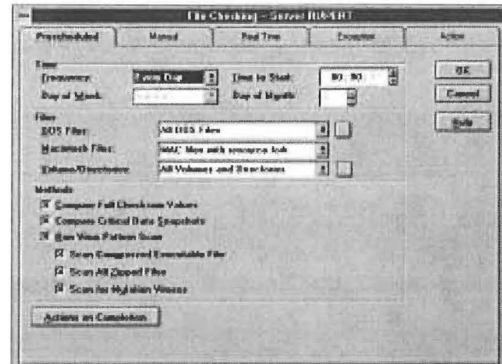 File Checking - Server RUPERT
Prescheduled Manual Real Time Exception Action
Time
Frequency: Every Day Time to Start: 00: 00
Day of Week: Day of Month:
OK
Cancel
Help
Files
DOS Files: All DOS Files
Macintosh Files: MAC files with resource fork
Volume/Directories: All Volumes and Directories
Methods
Compare Full Checksum Values
Compare Critical Data Snapshots
Run Virus Pattern Scan
Scan Compressed Executable Files
Scan All Zipped Files
Scan for Mutation Viruses
Actions on Completion